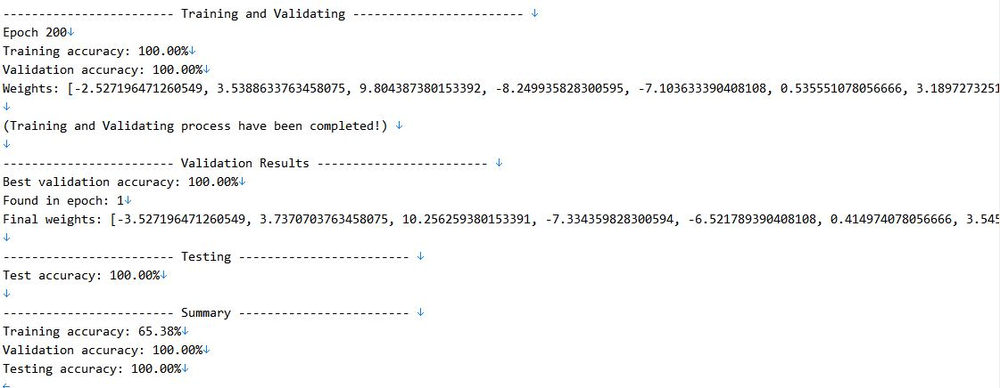 ------------------------ Training and Validating ------------------------ ↓
Epoch 200↓
Training accuracy: 100.00%↓
Validation accuracy: 100.00%↓
Weights: [-2.527196471260549, 3.5388633763458075, 9.804387380153392, -8.249935828300595, -7.103633390408108, 0.535551078056666, 3.1897273251
↓
(Training and Validating process have been completed!) ↓
↓
------------------------ Validation Results ------------------------ ↓
Best validation accuracy: 100.00%↓
Found in epoch: 1↓
Final weights: [-3.527196471260549, 3.7370703763458075, 10.256259380153391, -7.334359828300594, -6.521789390408108, 0.414974078056666, 3.545
↓
------------------------ Testing ------------------------ ↓
Test accuracy: 100.00%↓
↓
------------------------ Summary ------------------------ ↓
Training accuracy: 65.38%↓
Validation accuracy: 100.00%↓
Testing accuracy: 100.00%↓
←